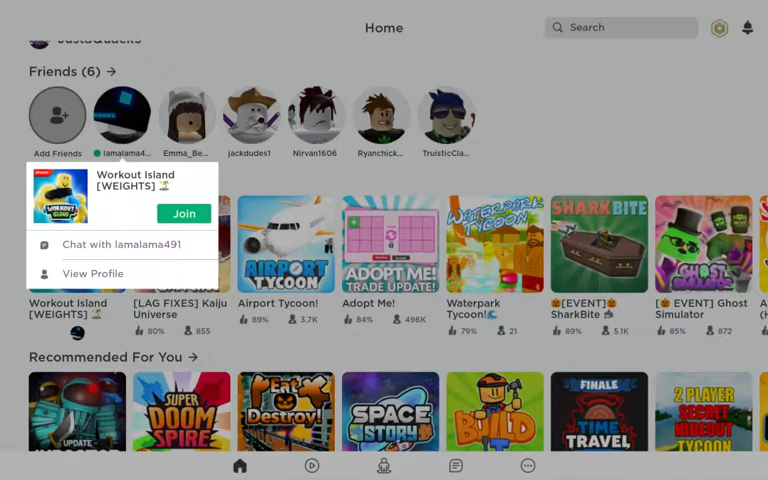 Home
Search
Friends (6) →
Add Friends
lamalama4...
Emma_Be...
jackdudes1
Nirvan1606
Ryanchick...
TruisticCla...
Workout Island
[WEIGHTS] 🏝️
Join
Chat with lamalama491
View Profile
WORKOUT
ISLAND
AIRPORT
TYCOON
ADOPT ME!
TRADE UPDATE!
WATERPARK
TYCOON
SHARKBITE
GHOST
SIMULATOR
Workout Island
[WEIGHTS] 🏝️
[LAG FIXES] Kaiju
Universe
Airport Tycoon!
Adopt Me!
Waterpark
Tycoon!🌊
🎃[EVENT]🎃
SharkBite 🦈
[🎃 EVENT] Ghost
Simulator
80% 855
89% 3.7K
84% 496K
79% 21
89% 5.1K
85% 872
Recommended For You →
UPDATE
SUPER
DOOM
SPIRE
Eat
Destroy!
SPACE
STORY
BUILD
IT
FINALE
TIME
TRAVEL
2 PLAYER
SECRET
HIDEOUT
TYCOON